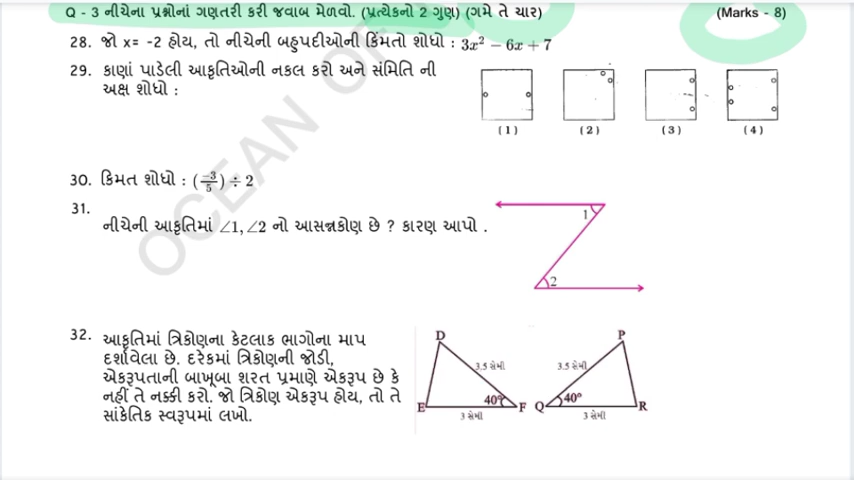 Q - 3 નીચેના પ્રશ્નોનાં ગણતરી કરી જવાબ મેળવો. (પ્રત્યેકનો 2 ગુણ) (ગમે તે ચાર) (Marks - 8)
28. જો x= -2 હોય, તો નીચેની બહુપદીઓની કિંમતો શોધો : 3x² − 6x + 7
29. કાણાં પાડેલી આકૃતિઓની નકલ કરો અને સંમિતિ ની
અક્ષ શોધો :
(1) (2) (3) (4)
30. કિમત શોધો : (−3/5) ÷ 2
31.
નીચેની આકૃતિમાં ∠1, ∠2 નો આસન્નકોણ છે ? કારણ આપો .
1
2
32. આકૃતિમાં ત્રિકોણના કેટલાક ભાગોના માપ
દર્શાવેલા છે. દરેકમાં ત્રિકોણની જોડી,
એકરૂપતાની બાખૂબા શરત પ્રમાણે એકરૂપ છે કે
નહીં તે નક્કી કરો. જો ત્રિકોણ એકરૂપ હોય, તો તે
સાંકેતિક સ્વરૂપમાં લખો.
D P
3.5 સેમી 3.5 સેમી
E 40° F Q 40° R
3 સેમી 3 સેમી
OCEAN OF